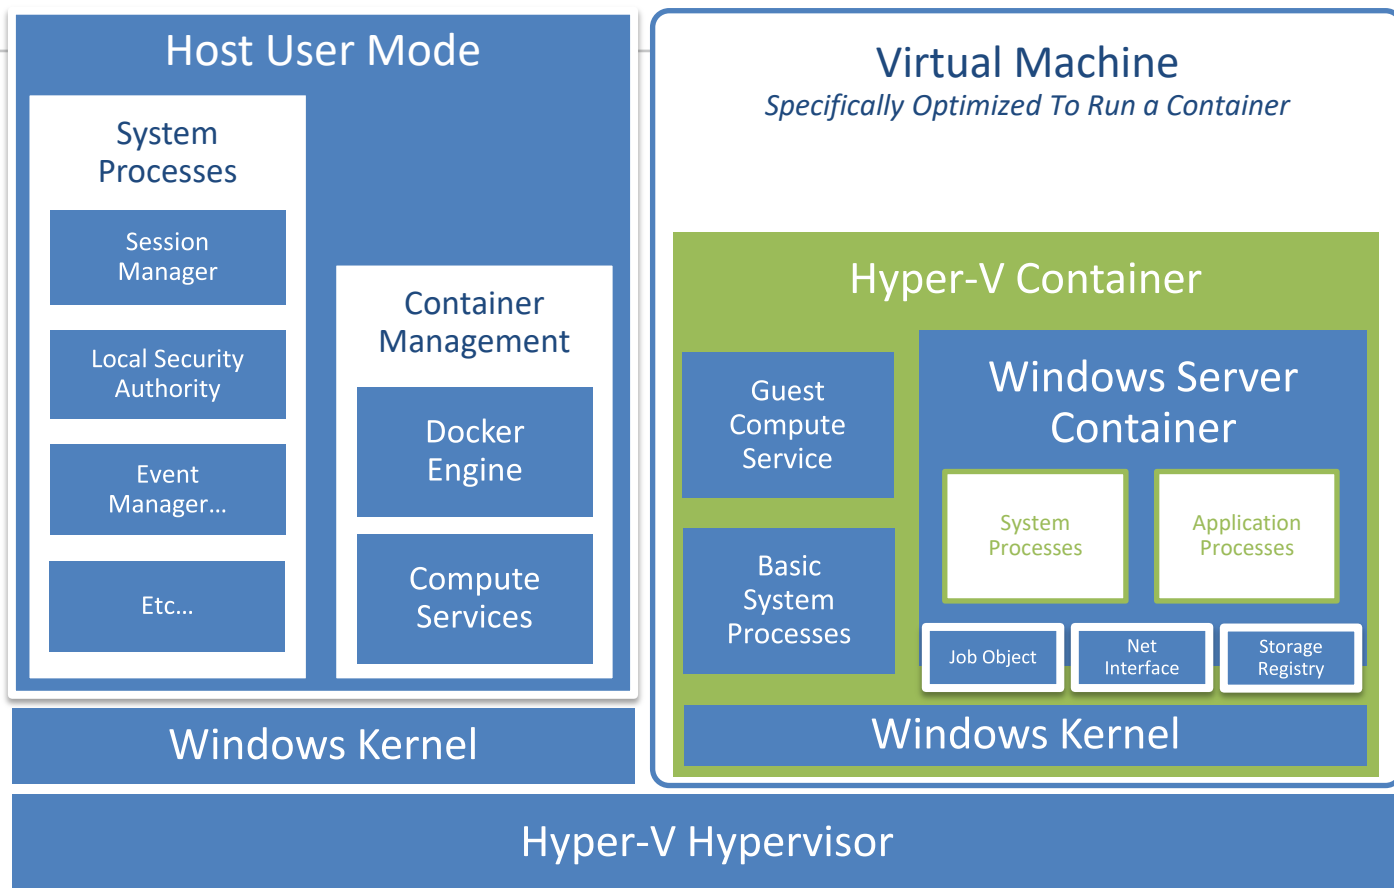 Host User Mode
System
Processes
Session
Manager
Local Security
Authority
Event
Manager…
Etc…
Container
Management
Docker
Engine
Compute
Services
Windows Kernel
Virtual Machine
Specifically Optimized To Run a Container
Hyper-V Container
Guest
Compute
Service
Basic
System
Processes
Windows Server
Container
System
Processes
Application
Processes
Job Object
Net
Interface
Storage
Registry
Windows Kernel
Hyper-V Hypervisor